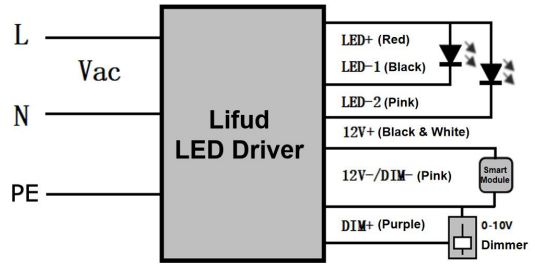 L
Vac
N
PE
Lifud
LED Driver
LED+ (Red)
LED-1 (Black)
LED-2 (Pink)
12V+ (Black & White)
12V-/DIM- (Pink)
DIM+ (Purple)
Smart
Module
0-10V
Dimmer